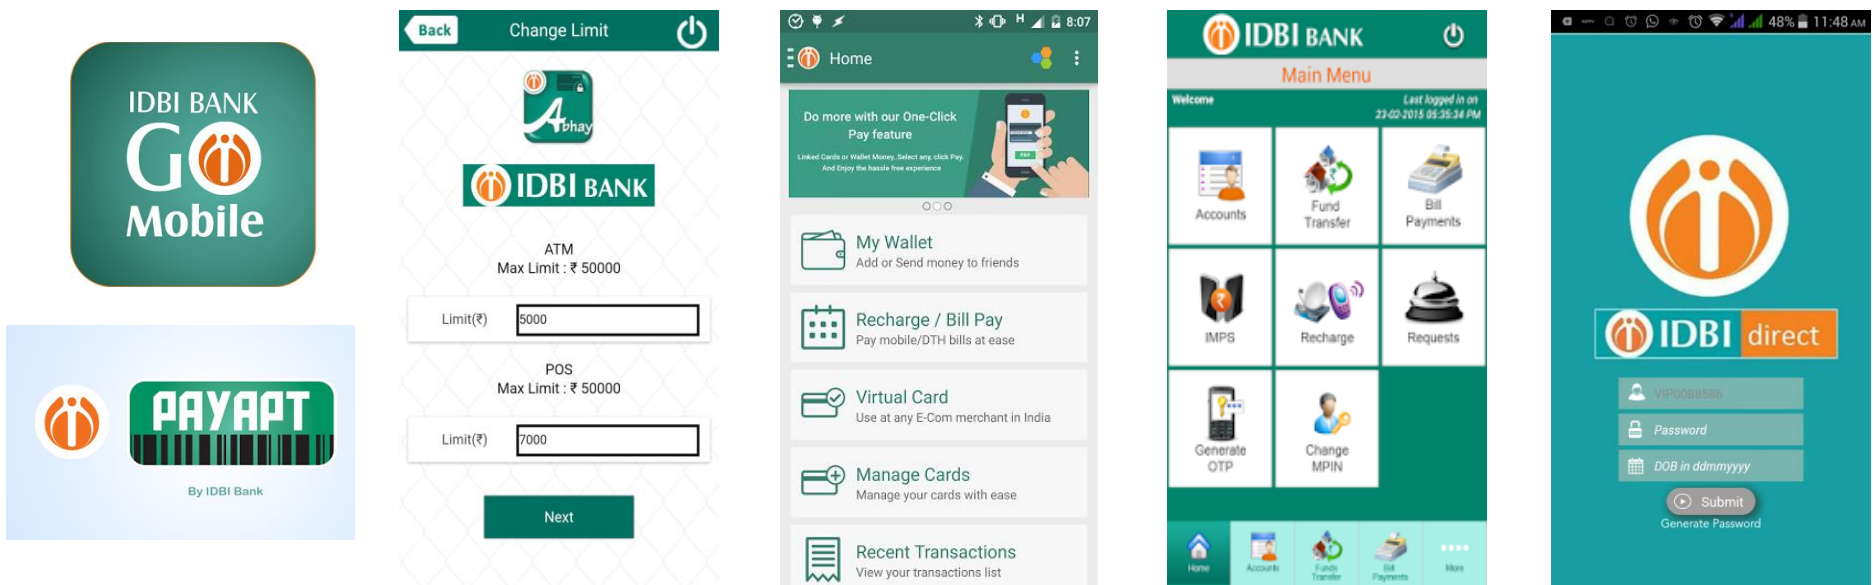 IDBI BANK
GO
Mobile
PAYAPT
By IDBI Bank
Back
Change Limit
Abhay
IDBI BANK
ATM
Max Limit : ₹ 50000
Limit(₹)
5000
POS
Max Limit : ₹ 50000
Limit(₹)
7000
Next
H
8:07
Home
Do more with our One-Click
Pay feature
Linked Cards or Wallet Money. Select any, click Pay.
And Enjoy the hassle free experience
PAY
My Wallet
Add or Send money to friends
Recharge / Bill Pay
Pay mobile/DTH bills at ease
Virtual Card
Use at any E-Com merchant in India
Manage Cards
Manage your cards with ease
Recent Transactions
View your transactions list
IDBI BANK
Main Menu
Welcome
Last logged in on
23-02-2015 05:35:34 PM
Accounts
Fund
Transfer
Bill
Payments
IMPS
Recharge
Requests
Generate
OTP
Change
MPIN
Home
Accounts
Funds
Transfer
Bill
Payments
More
48%
11:48 AM
IDBI direct
VIP0088586
Password
DOB in ddmmyyyy
Submit
Generate Password